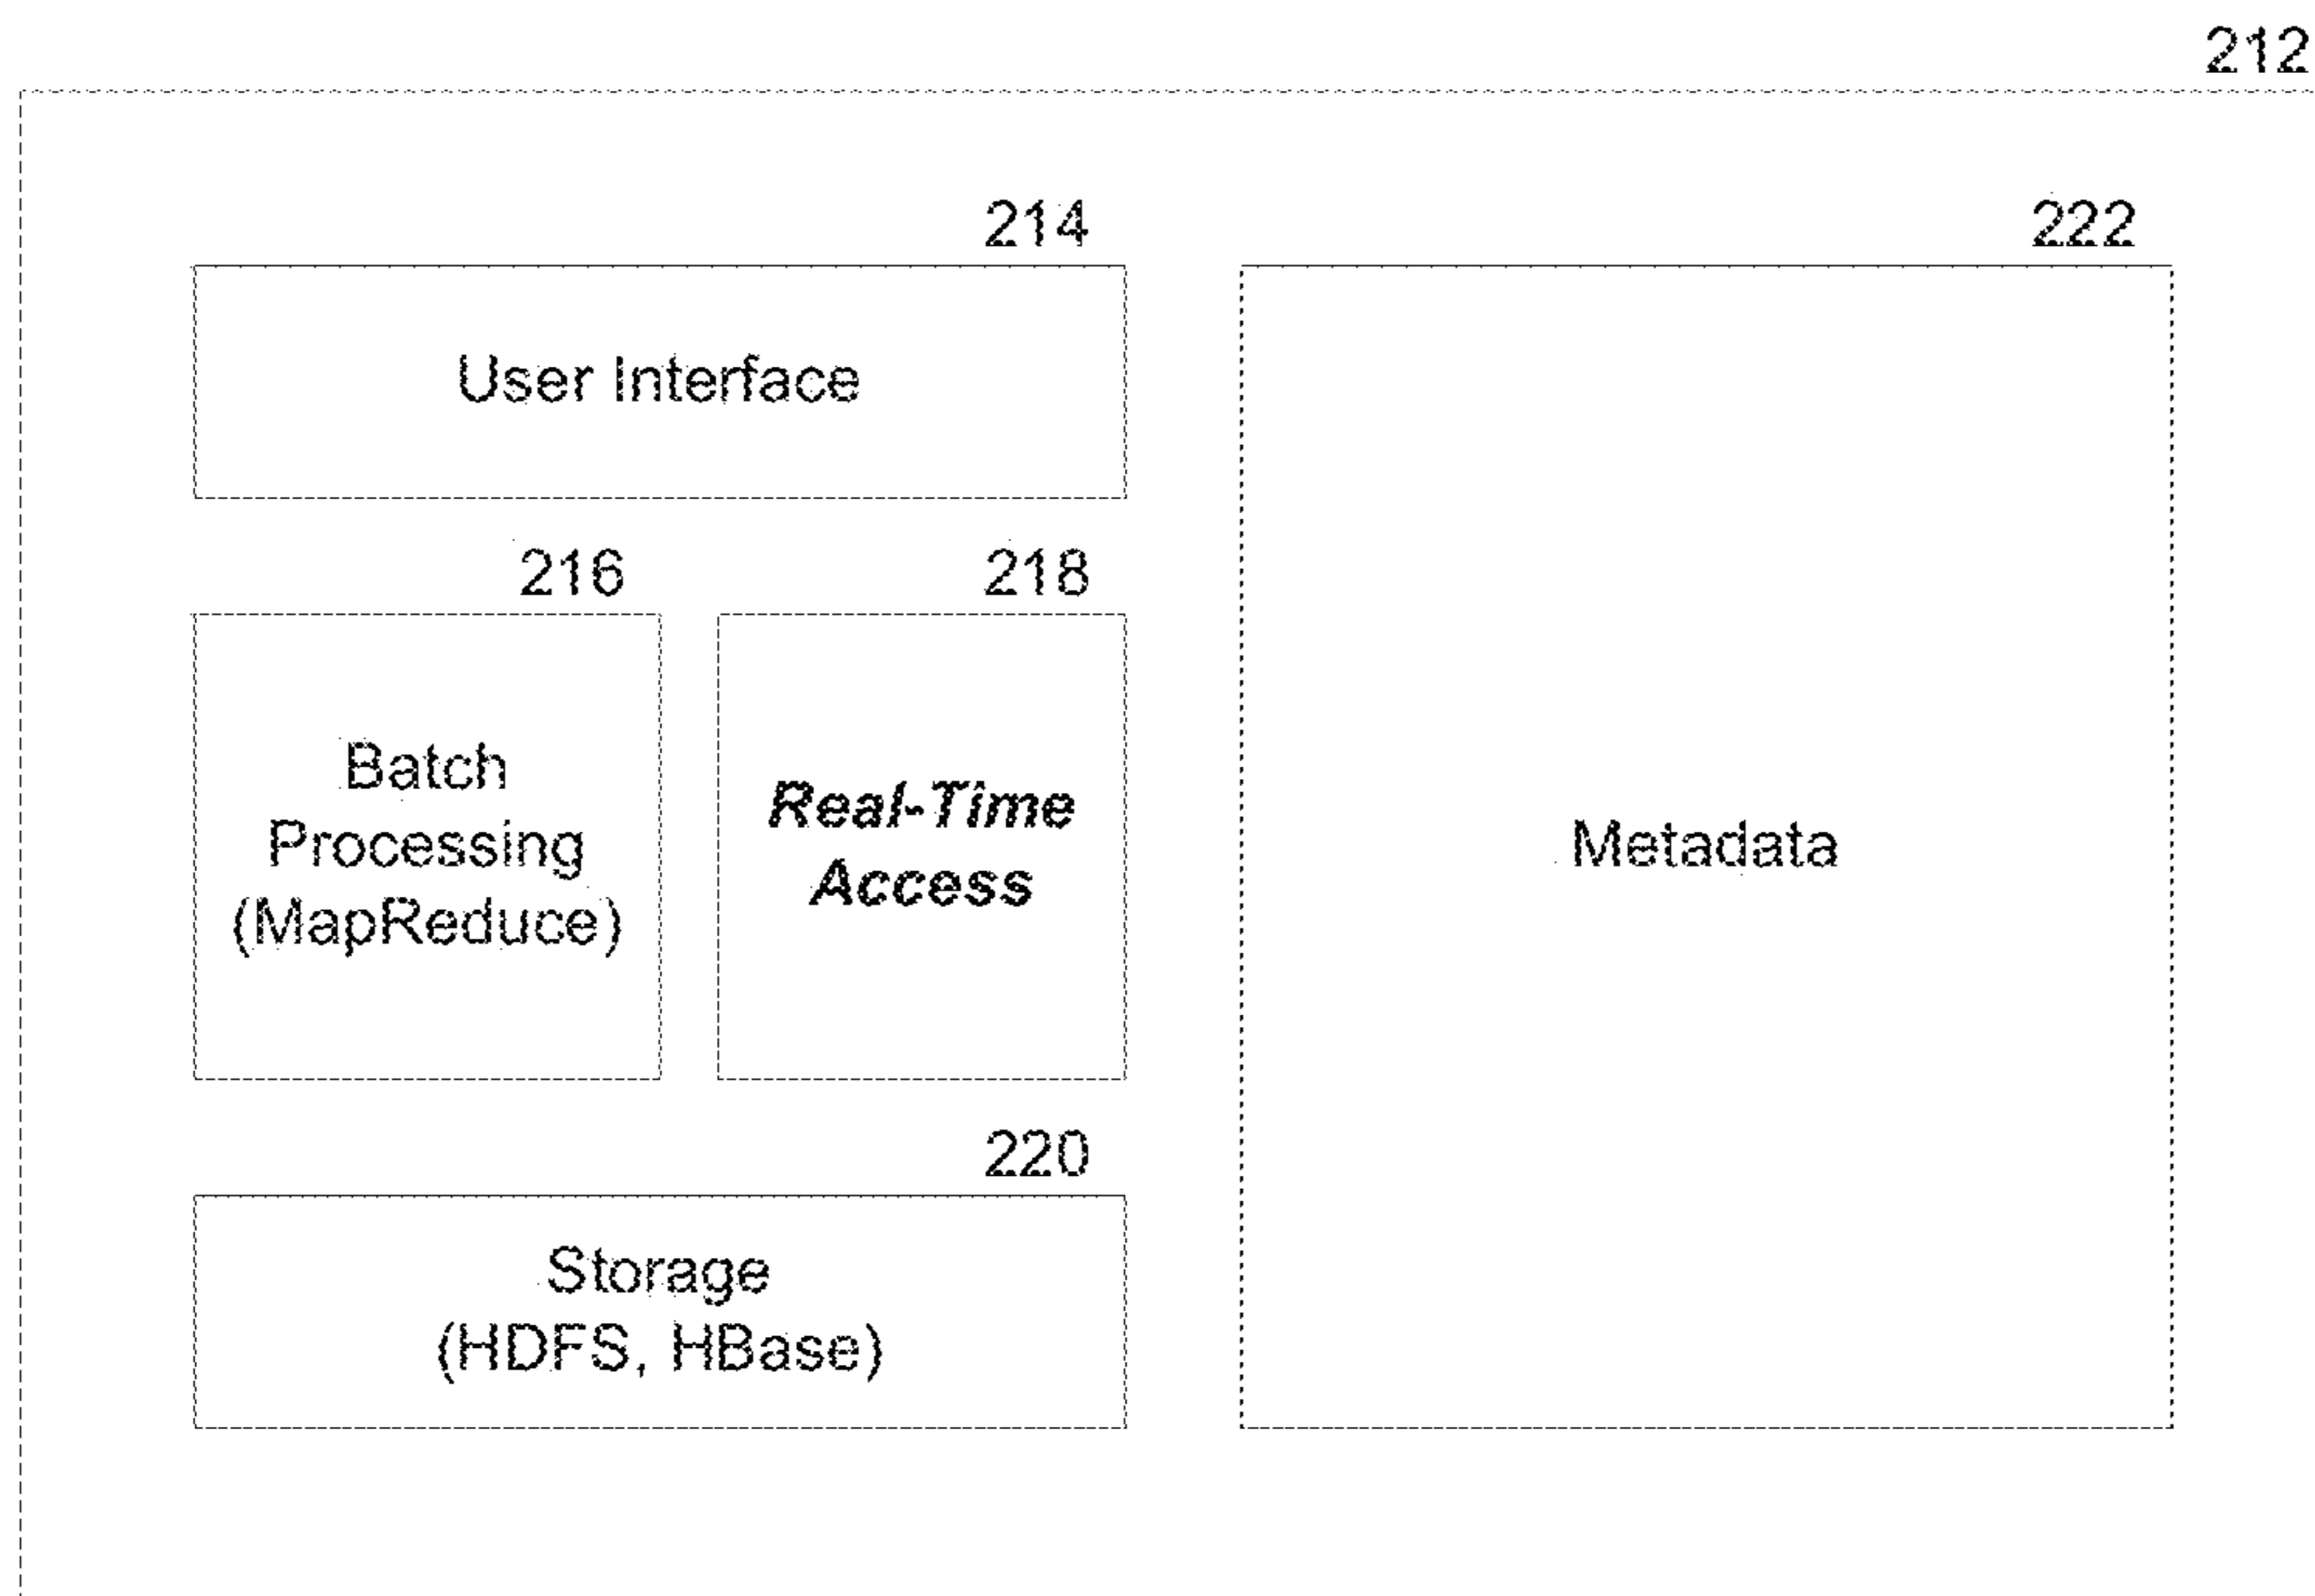 212
214
222
User Interface
216
218
Batch
Processing
(MapReduce)
Real-Time
Access
Metadata
220
Storage
(HDFS, HBase)